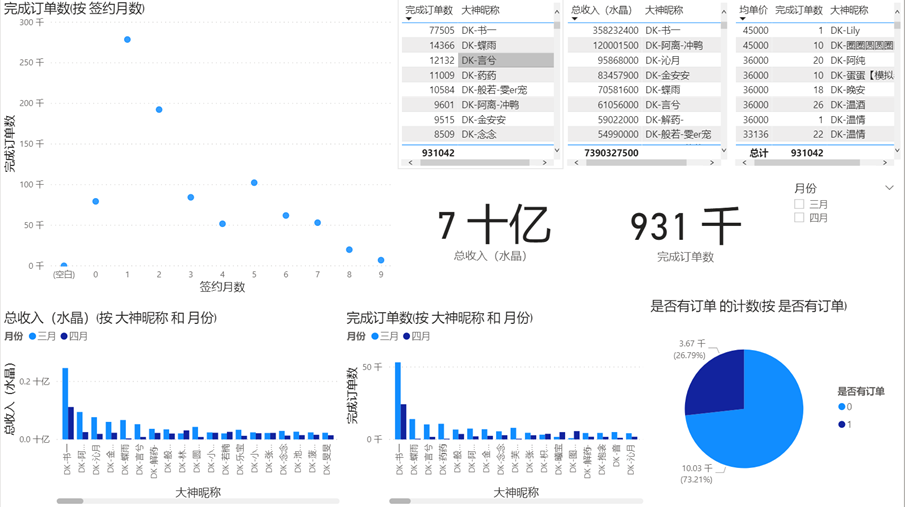 完成订单数(按 签约月数)
300 千
250 千
200 千
150 千
100 千
50 千
0 千
完成订单数
(空白) 0 1 2 3 4 5 6 7 8 9
签约月数
完成订单数 大神昵称
77505 DK-书一
14366 DK-蝶雨
12132 DK-言兮
11009 DK-药药
10584 DK-般若-雯er宠
9601 DK-阿离-冲鸭
9515 DK-金安安
8509 DK-念念
931042
总收入（水晶） 大神昵称
358232400 DK-书一
120001500 DK-阿离-冲鸭
95868000 DK-沁月
83457900 DK-金安安
70581600 DK-蝶雨
61056000 DK-言兮
59022000 DK-解药-
54990000 DK-般若-雯er宠
7390327500
均单价 完成订单数 大神昵称
45000 1 DK-Lily
45000 10 DK-圈圈圆圆圈
36000 20 DK-阿纯
36000 10 DK-蛋蛋【模拟
36000 18 DK-晚安
36000 26 DK-温酒
36000 1 DK-温情
33136 22 DK-温情
总计 931042
7 十亿
总收入（水晶）
931 千
完成订单数
月份
三月
四月
总收入（水晶）(按 大神昵称 和 月份)
月份 三月 四月
0.2 十亿
0.0 十亿
总收入（水晶）
DK-书一 DK-阿... DK-沁月 DK-金... DK-蝶雨 DK-言兮 DK-解药 DK-般... DK-林... DK-圆... DK-小... DK-若楠 DK-乐宝 DK-小... DK-张... DK-念念 DK-池... DK-滚... DK-旻旻
大神昵称
完成订单数(按 大神昵称 和 月份)
月份 三月 四月
50 千
0 千
完成订单数
DK-书一 DK-蝶雨 DK-言兮 DK-药药 DK-般... DK-阿... DK-金... DK-念念 DK-芙... DK-张... DK-枳... DK-曦宝 DK-圆... DK-解药 DK-抱亲 DK-音... DK-沁月
大神昵称
是否有订单 的计数(按 是否有订单)
3.67 千
(26.79%)
10.03 千
(73.21%)
是否有订单
0
1